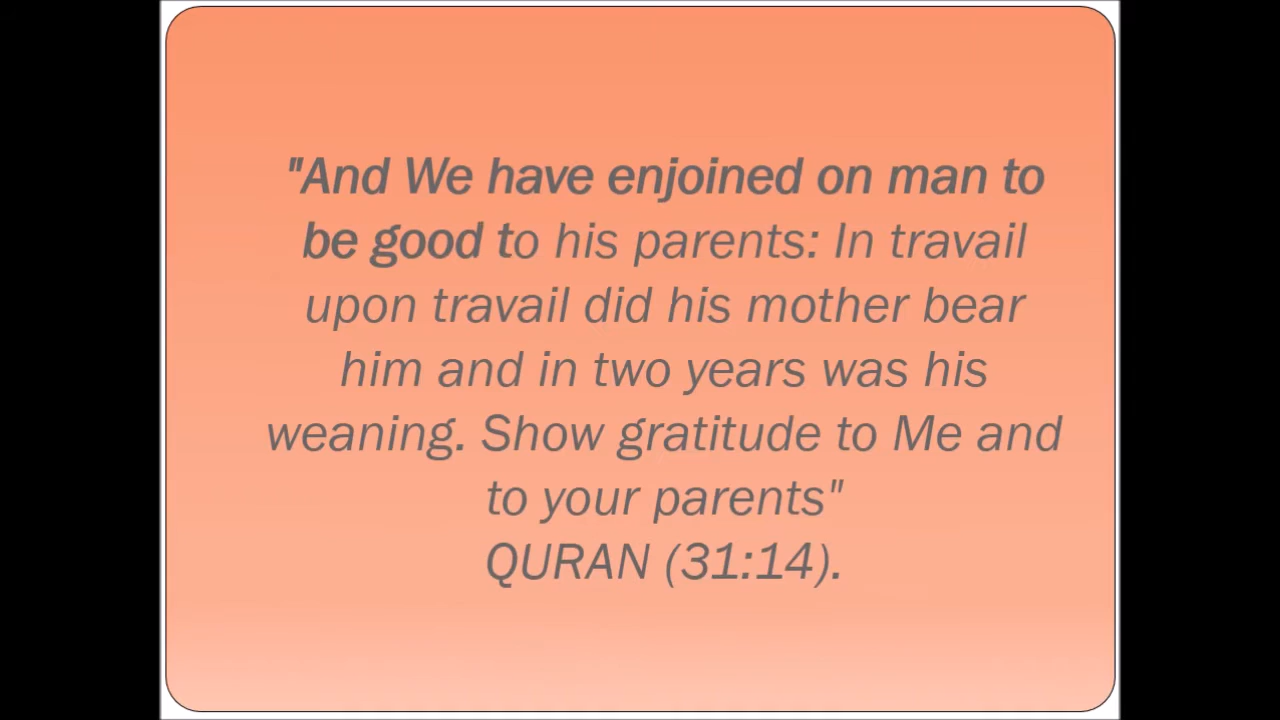 "And We have enjoined on man to
be good to his parents: In travail
upon travail did his mother bear
him and in two years was his
weaning. Show gratitude to Me and
to your parents"
QURAN (31:14).